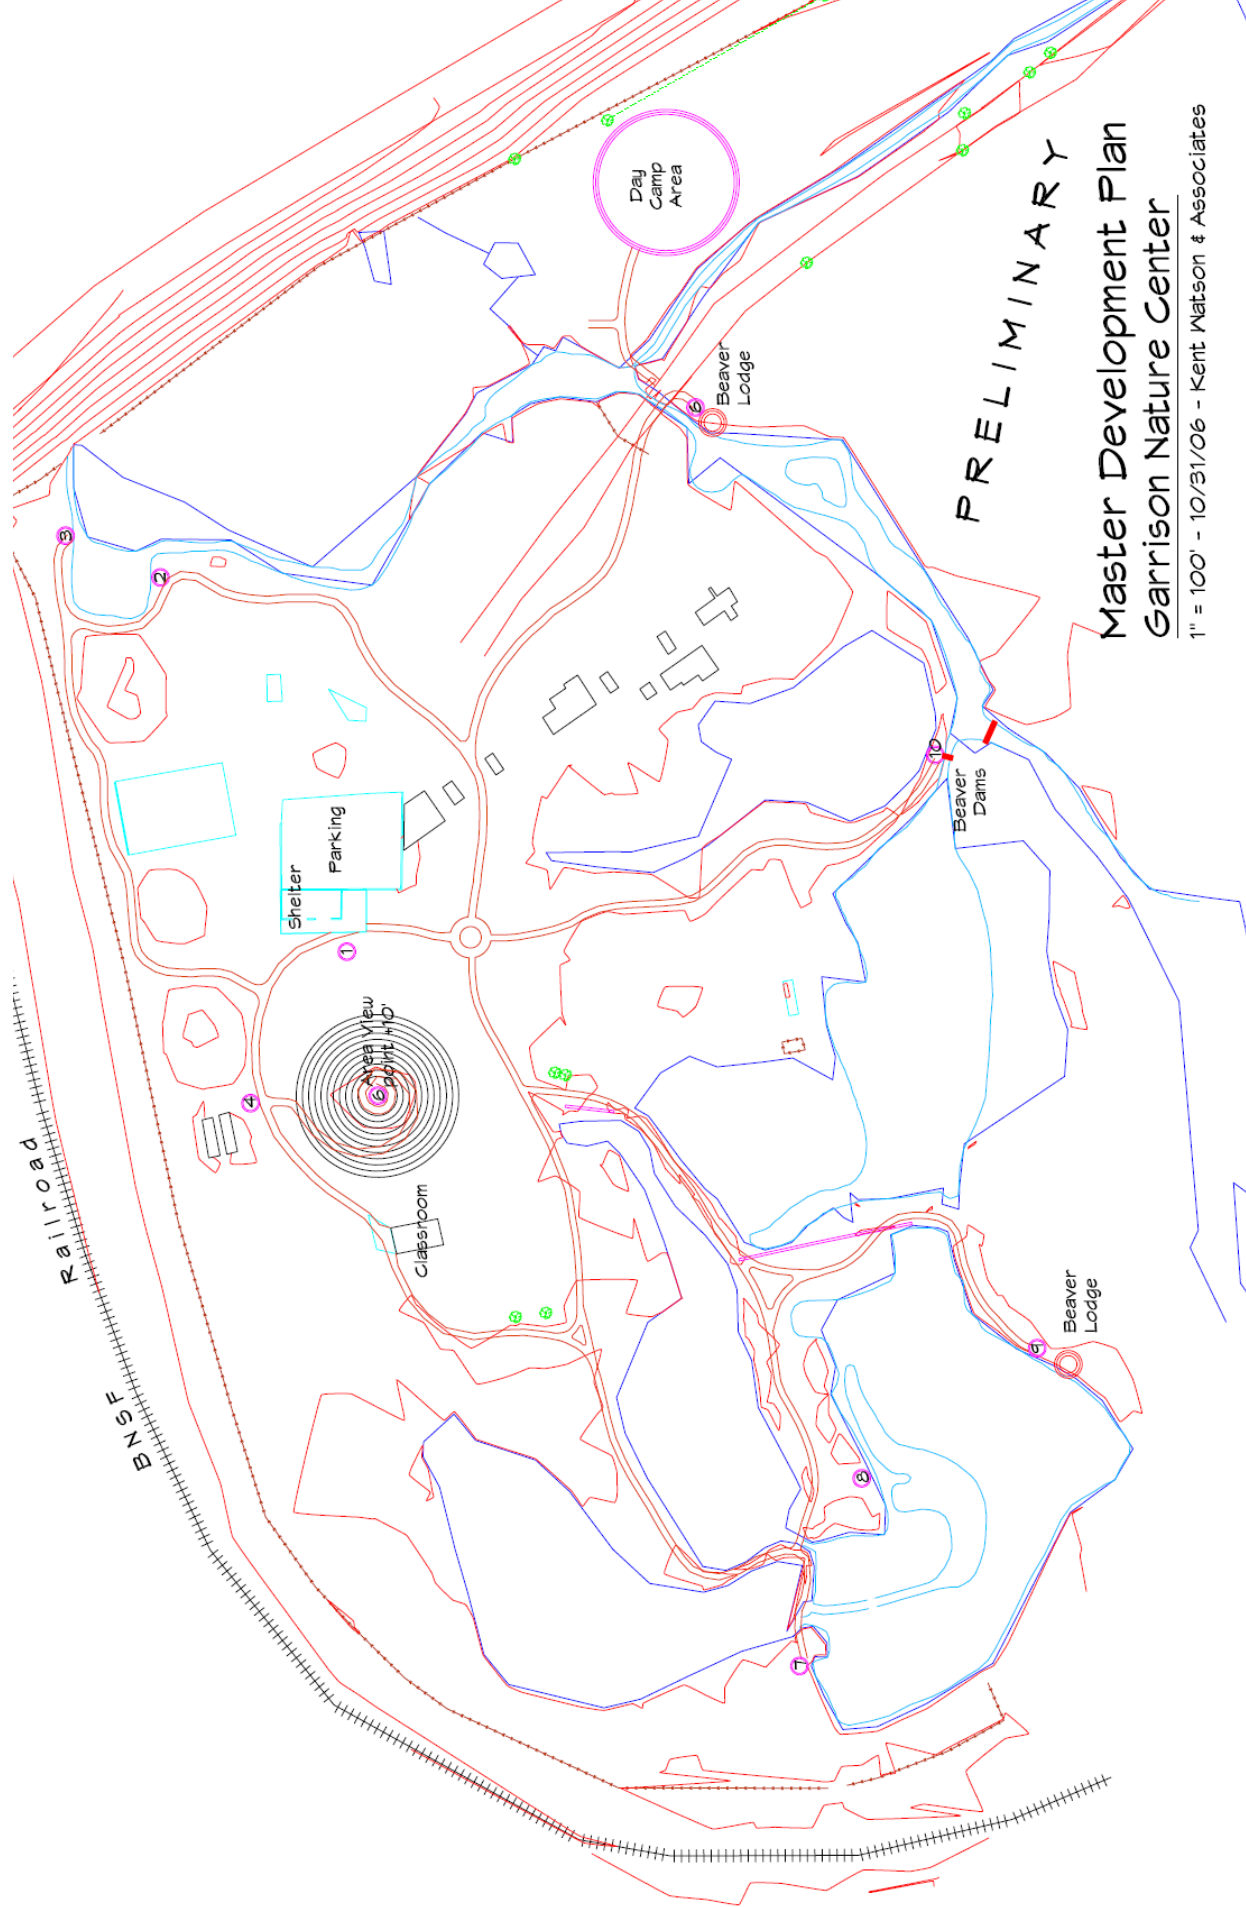 BNSF Railroad
3
2
4
Shelter
Parking
1
Area View
point +10'
6
Classroom
Day
Camp
Area
Beaver
Lodge
7
8
10
Beaver
Dams
9
Beaver
Lodge
PRELIMINARY
Master Development Plan
Garrison Nature Center
1" = 100' - 10/31/06 - Kent Watson & Associates